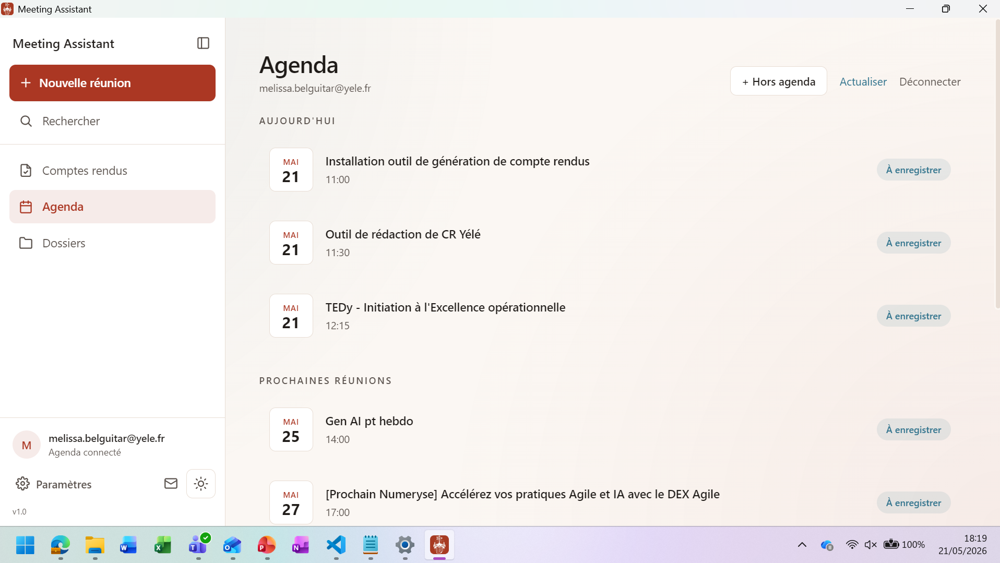 Meeting Assistant
Meeting Assistant
+ Nouvelle réunion
Rechercher
Comptes rendus
Agenda
Dossiers
M
melissa.belguitar@yele.fr
Agenda connecté
Paramètres
v1.0
Agenda
melissa.belguitar@yele.fr
+ Hors agenda
Actualiser
Déconnecter
AUJOURD'HUI
MAI
21
Installation outil de génération de compte rendus
11:00
À enregistrer
MAI
21
Outil de rédaction de CR Yélé
11:30
À enregistrer
MAI
21
TEDy - Initiation à l'Excellence opérationnelle
12:15
À enregistrer
PROCHAINES RÉUNIONS
MAI
25
Gen AI pt hebdo
14:00
À enregistrer
MAI
27
[Prochain Numeryse] Accélérez vos pratiques Agile et IA avec le DEX Agile
17:00
À enregistrer
W
X
T
O
P
N
100%
18:19
21/05/2026